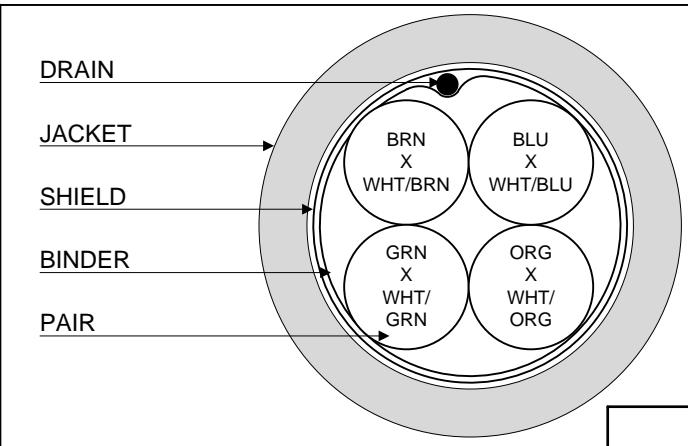 DRAIN
JACKET
SHIELD
BINDER
PAIR
BRN
X
WHT/BRN
BLU
X
WHT/BLU
GRN
X
WHT/
GRN
ORG
X
WHT/
ORG